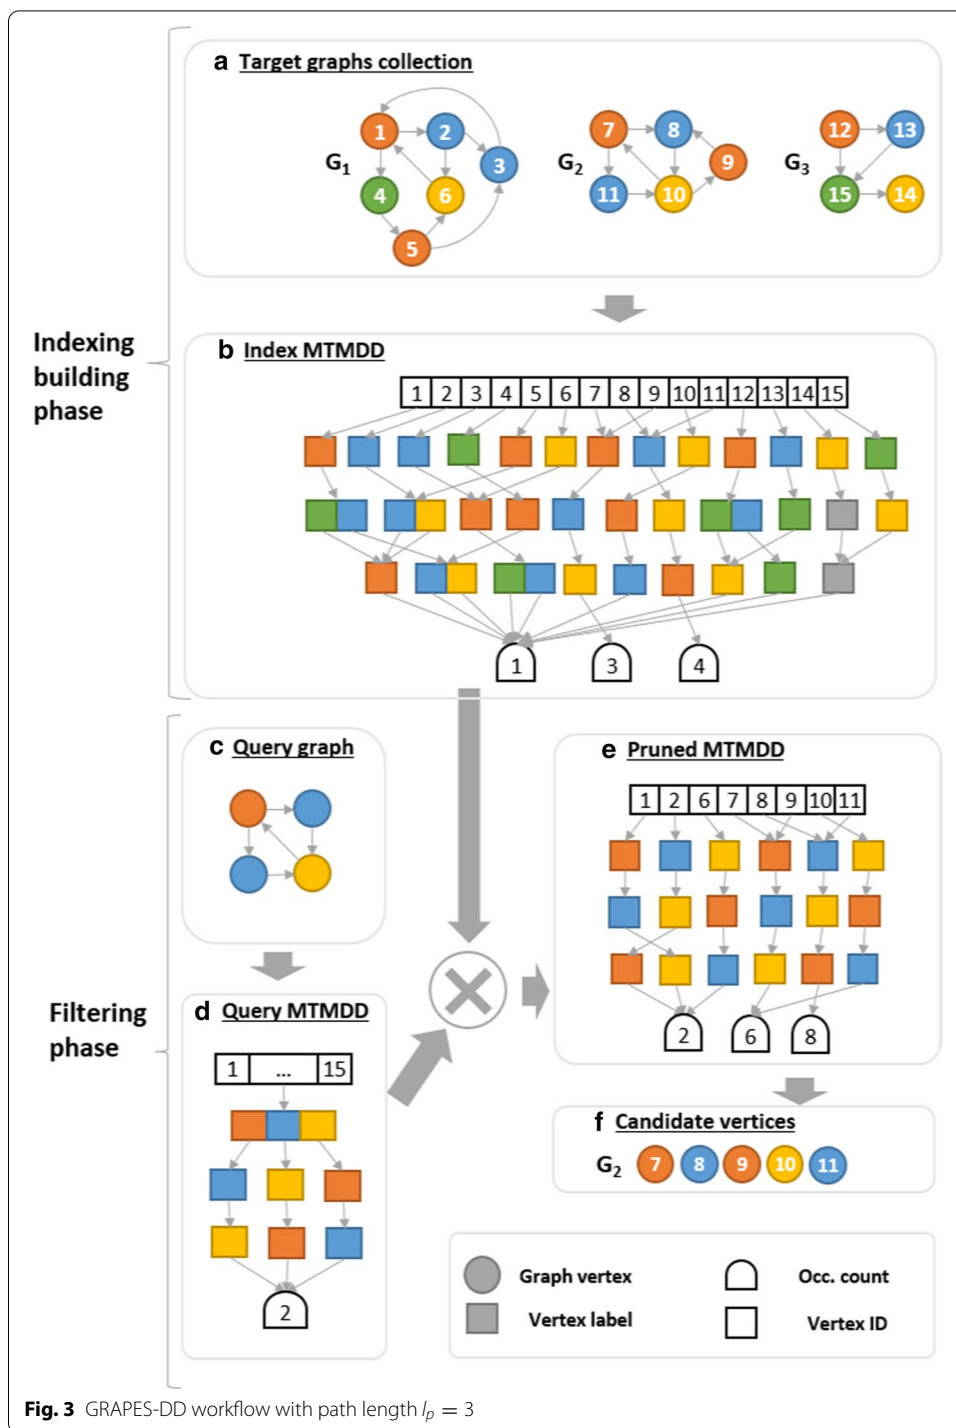 a Target graphs collection
G1
1 2 3 4 6 5
G2
7 8 9 11 10
G3
12 13 15 14
Indexing
building
phase
b Index MTMDD
1 2 3 4 5 6 7 8 9 10 11 12 13 14 15
1 3 4
c Query graph
Filtering
phase
d Query MTMDD
1 ... 15
2
e Pruned MTMDD
1 2 6 7 8 9 10 11
2 6 8
f Candidate vertices
G2 7 8 9 10 11
Graph vertex
Occ. count
Vertex label
Vertex ID
Fig. 3 GRAPES-DD workflow with path length lp = 3